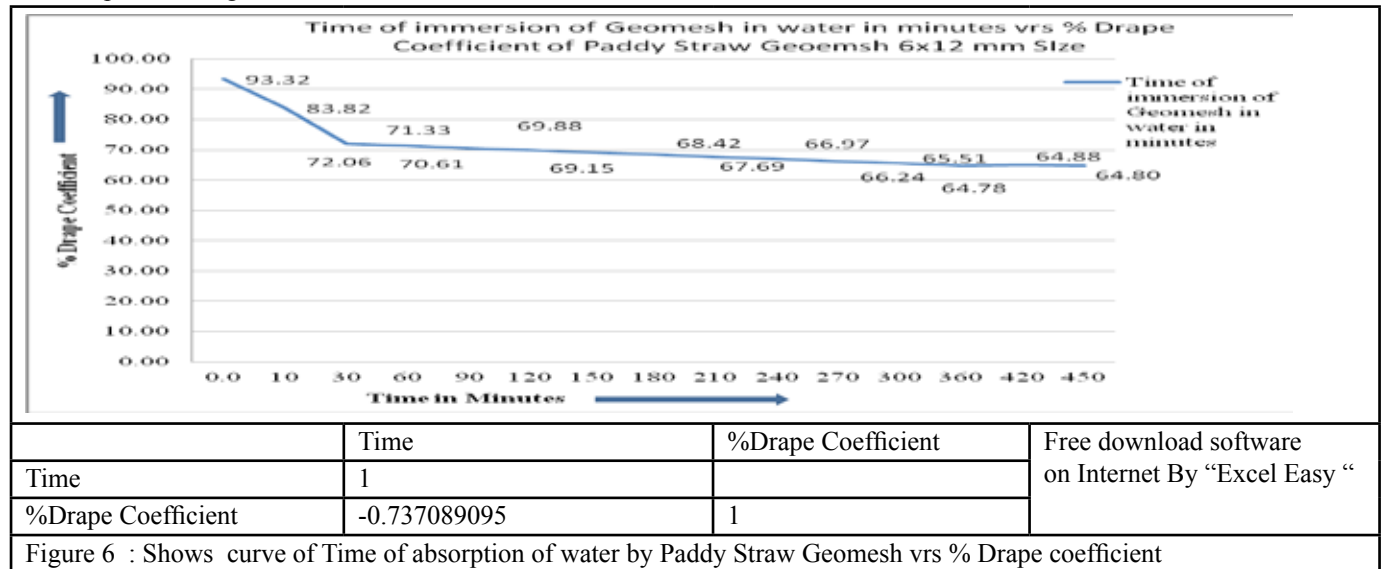 Time of immersion of Geomesh in water in minutes vrs % Drape
Coefficient of Paddy Straw Geoemsh 6x12 mm SIze
100.00
90.00
80.00
70.00
60.00
50.00
40.00
30.00
20.00
10.00
0.00
% Drape Coefficient
93.32
83.82
72.06
71.33
70.61
69.88
69.15
68.42
67.69
66.97
66.24
65.51
64.78
64.88
64.80
Time of
immersion of
Geomesh in
water in
minutes
0.0 10 30 60 90 120 150 180 210 240 270 300 360 420 450
Time in Minutes
Time %Drape Coefficient Free download software
on Internet By “Excel Easy “
Time 1
%Drape Coefficient -0.737089095 1
Figure 6 : Shows curve of Time of absorption of water by Paddy Straw Geomesh vrs % Drape coefficient